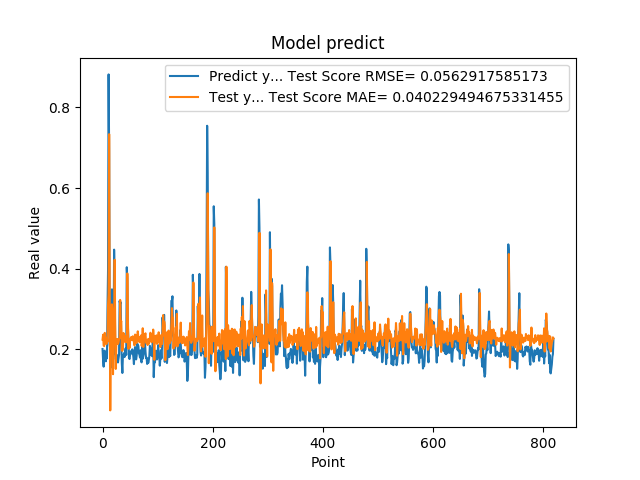 Model predict
Predict y... Test Score RMSE= 0.0562917585173
Test y... Test Score MAE= 0.040229494675331455
Real value
0.8
0.6
0.4
0.2
0 200 400 600 800
Point